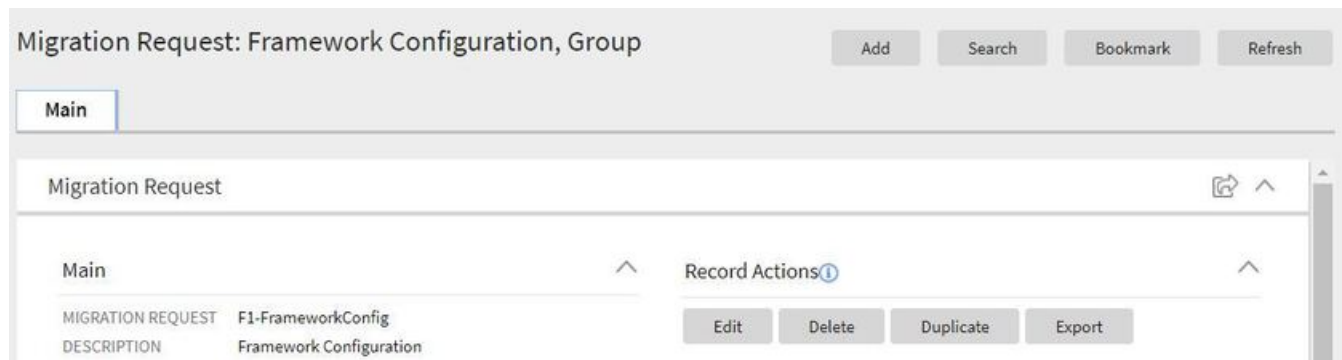 Migration Request: Framework Configuration, Group
Add Search Bookmark Refresh
Main
Migration Request
Main
MIGRATION REQUEST F1-FrameworkConfig
DESCRIPTION Framework Configuration
Record Actions
Edit Delete Duplicate Export